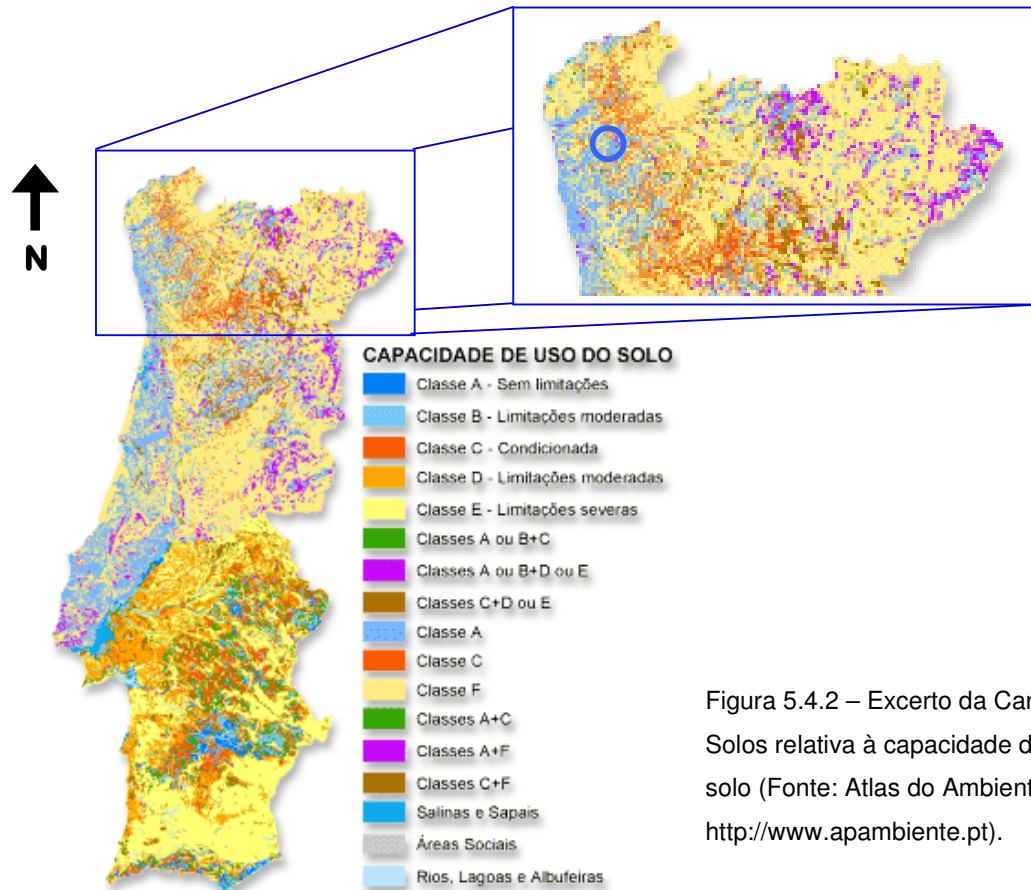 N
CAPACIDADE DE USO DO SOLO
Classe A - Sem limitações
Classe B - Limitações moderadas
Classe C - Condicionada
Classe D - Limitações moderadas
Classe E - Limitações severas
Classes A ou B+C
Classes A ou B+D ou E
Classes C+D ou E
Classe A
Classe C
Classe F
Classes A+C
Classes A+F
Classes C+F
Salinas e Sapais
Áreas Sociais
Rios, Lagoas e Albufeiras
Figura 5.4.2 – Excerto da
Solos relativa à capacidade
solo (Fonte: Atlas do
http://www.apambiente.pt).